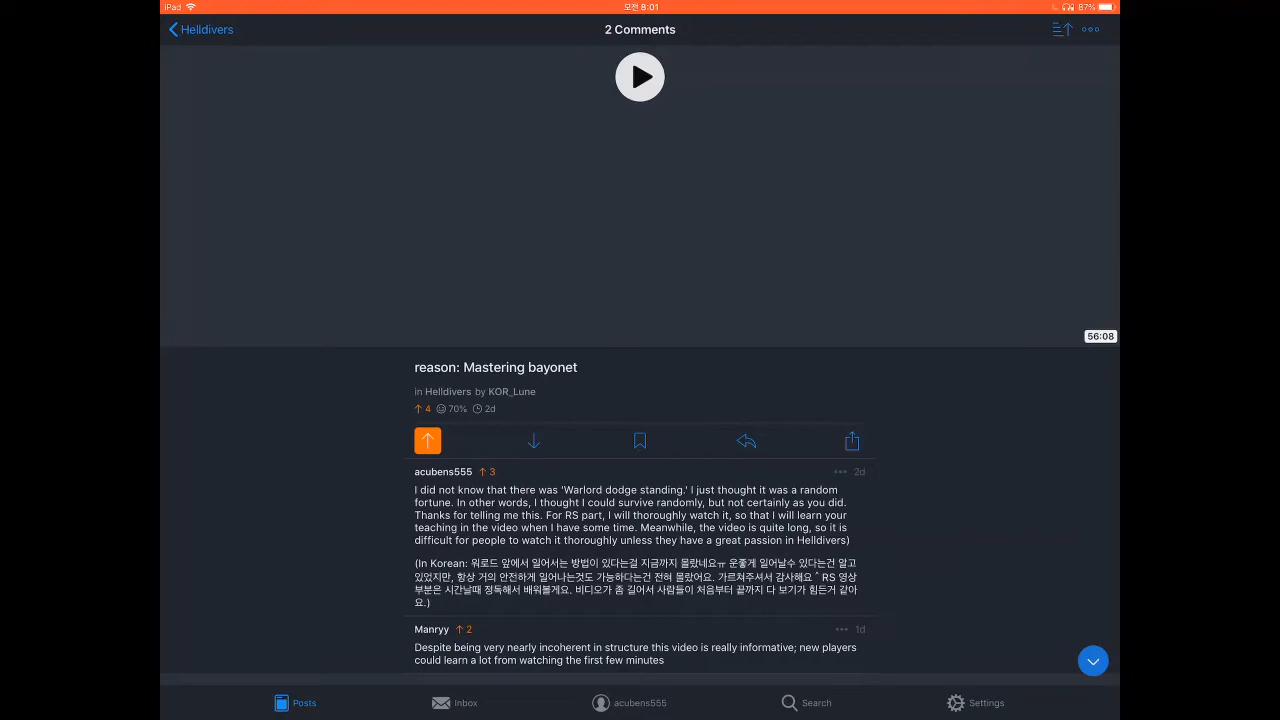 iPad 오전 8:01 87%
Helldivers 2 Comments
56:08
reason: Mastering bayonet
in Helldivers by KOR_Lune
4 70% 2d
acubens555 3 2d
I did not know that there was 'Warlord dodge standing.' I just thought it was a random
fortune. In other words, I thought I could survive randomly, but not certainly as you did.
Thanks for telling me this. For RS part, I will thoroughly watch it, so that I will learn your
teaching in the video when I have some time. Meanwhile, the video is quite long, so it is
difficult for people to watch it thoroughly unless they have a great passion in Helldivers)
(In Korean: 워로드 앞에서 일어서는 방법이 있다는걸 지금까지 몰랐네요ㅠ 운좋게 일어날수 있다는건 알고
있었지만, 항상 거의 안전하게 일어나는것도 가능하다는건 전혀 몰랐어요. 가르쳐주셔서 감사해요 ^ RS 영상
부분은 시간날때 정독해서 배워볼게요. 비디오가 좀 길어서 사람들이 처음부터 끝까지 다 보기가 힘든거 같아
요.)
Manryy 2 1d
Despite being very nearly incoherent in structure this video is really informative; new players
could learn a lot from watching the first few minutes
Posts Inbox acubens555 Search Settings